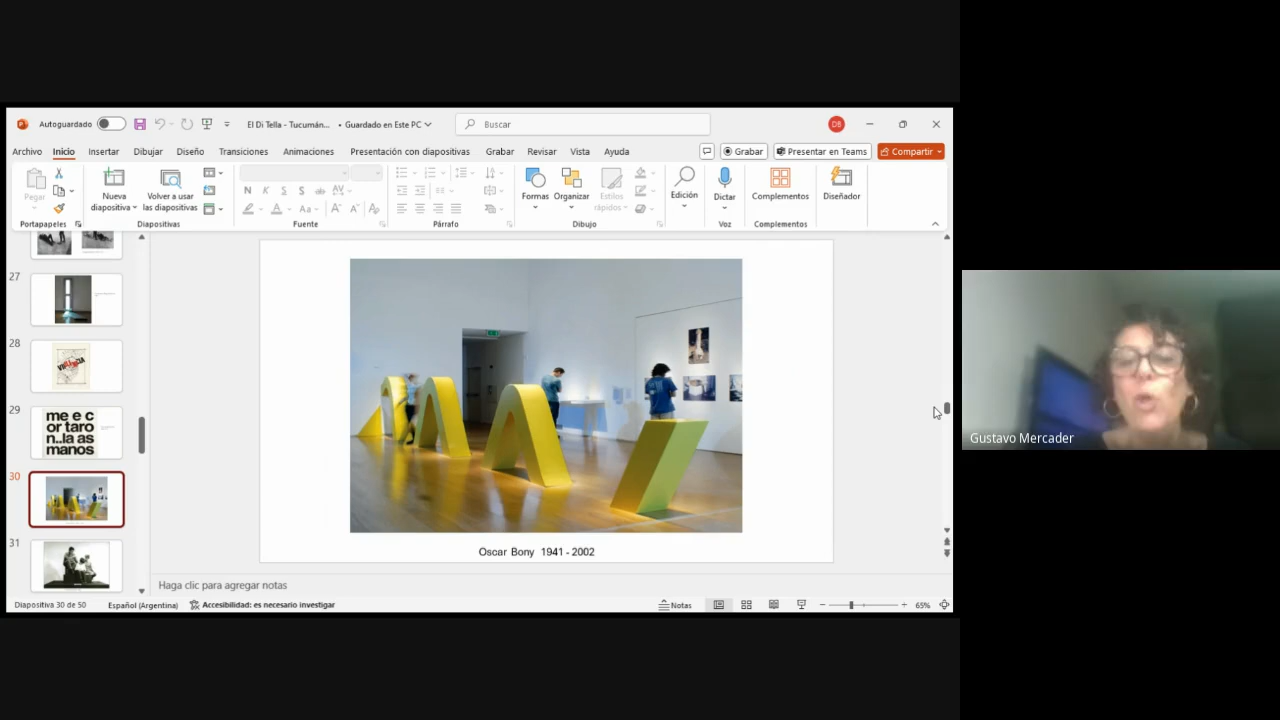 Autoguardado
El Di Tella - Tucumán... • Guardado en Este PC
Buscar
DB
Archivo Inicio Insertar Dibujar Diseño Transiciones Animaciones Presentación con diapositivas Grabar Revisar Vista Ayuda
Grabar Presentar en Teams Compartir
Pegar
Nueva diapositiva
Volver a usar las diapositivas
N K S S ab AV
A Aa A A A
Formas Organizar Estilos rápidos
Edición
Dictar
Complementos
Diseñador
Portapapeles Diapositivas Fuente Párrafo Dibujo Voz Complementos
27
28
VIOLENCIA
29
me e c
or taro
n..la as
manos
30
31
Oscar Bony 1941 - 2002
Haga clic para agregar notas
Diapositiva 30 de 50 Español (Argentina) Accesibilidad: es necesario investigar Notas 65%
Gustavo Mercader